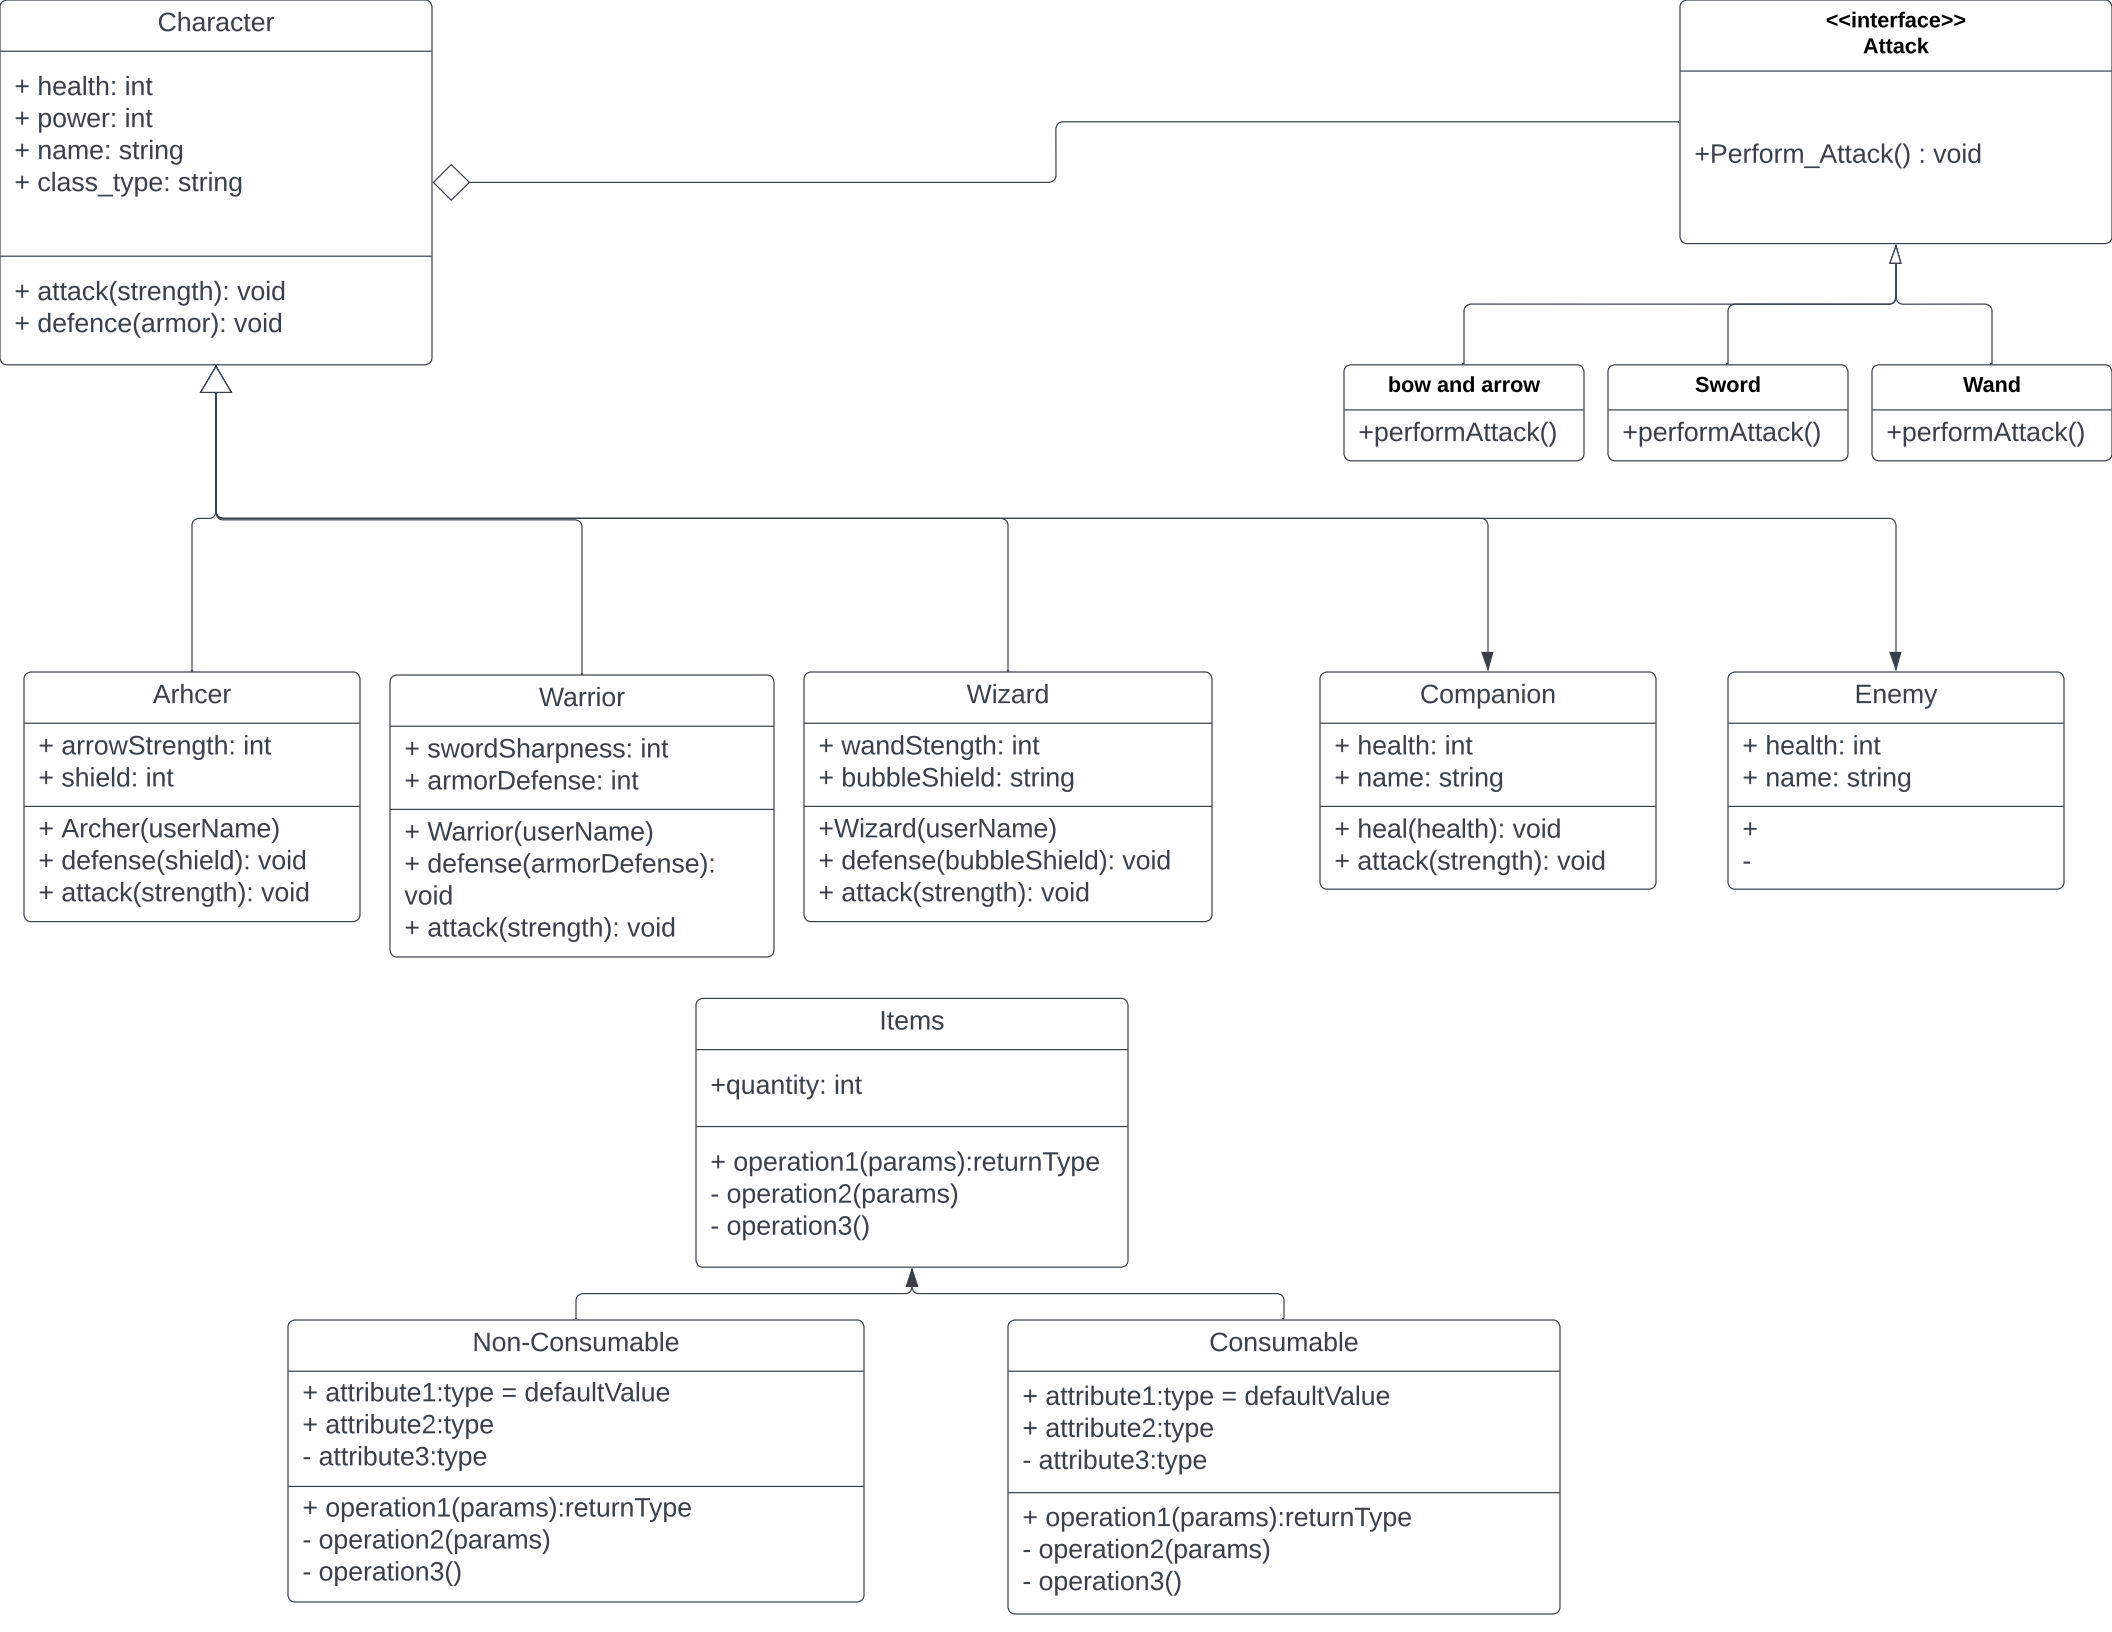 Character
+ health: int
+ power: int
+ name: string
+ class_type: string
+ attack(strength): void
+ defence(armor): void
<<interface>>
Attack
+Perform_Attack() : void
bow and arrow
+performAttack()
Sword
+performAttack()
Wand
+performAttack()
Arhcer
+ arrowStrength: int
+ shield: int
+ Archer(userName)
+ defense(shield): void
+ attack(strength): void
Warrior
+ swordSharpness: int
+ armorDefense: int
+ Warrior(userName)
+ defense(armorDefense):
void
+ attack(strength): void
Wizard
+ wandStength: int
+ bubbleShield: string
+Wizard(userName)
+ defense(bubbleShield): void
+ attack(strength): void
Companion
+ health: int
+ name: string
+ heal(health): void
+ attack(strength): void
Enemy
+ health: int
+ name: string
+
-
Items
+quantity: int
+ operation1(params):returnType
- operation2(params)
- operation3()
Non-Consumable
+ attribute1:type = defaultValue
+ attribute2:type
- attribute3:type
+ operation1(params):returnType
- operation2(params)
- operation3()
Consumable
+ attribute1:type = defaultValue
+ attribute2:type
- attribute3:type
+ operation1(params):returnType
- operation2(params)
- operation3()